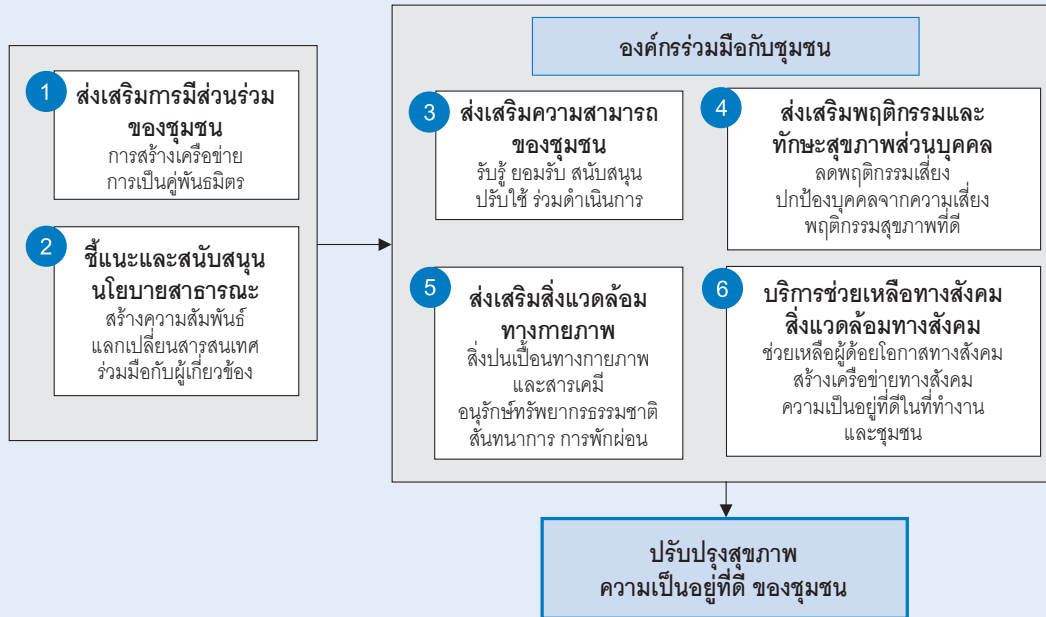 องค์กรร่วมมือกับชุมชน
1
ส่งเสริมการมีส่วนร่วม
ของชุมชน
การสร้างเครือข่าย
การเป็นคู่พันธมิตร
2
ชี้แนะและสนับสนุน
นโยบายสาธารณะ
สร้างความสัมพันธ์
แลกเปลี่ยนสารสนเทศ
ร่วมมือกับผู้เกี่ยวข้อง
3
ส่งเสริมความสามารถ
ของชุมชน
รับรู้ ยอมรับ สนับสนุน
ปรับใช้ ร่วมดำเนินการ
4
ส่งเสริมพฤติกรรมและ
ทักษะสุขภาพส่วนบุคคล
ลดพฤติกรรมเสี่ยง
ปกป้องบุคคลจากความเสี่ยง
พฤติกรรมสุขภาพที่ดี
5
ส่งเสริมสิ่งแวดล้อม
ทางกายภาพ
สิ่งปนเปื้อนทางกายภาพ
และสารเคมี
อนุรักษ์ทรัพยากรธรรมชาติ
สันทนาการ การพักผ่อน
6
บริการช่วยเหลือทางสังคม
สิ่งแวดล้อมทางสังคม
ช่วยเหลือผู้ด้อยโอกาสทางสังคม
สร้างเครือข่ายทางสังคม
ความเป็นอยู่ที่ดีในที่ทำงาน
และชุมชน
ปรับปรุงสุขภาพ
ความเป็นอยู่ที่ดี ของชุมชน